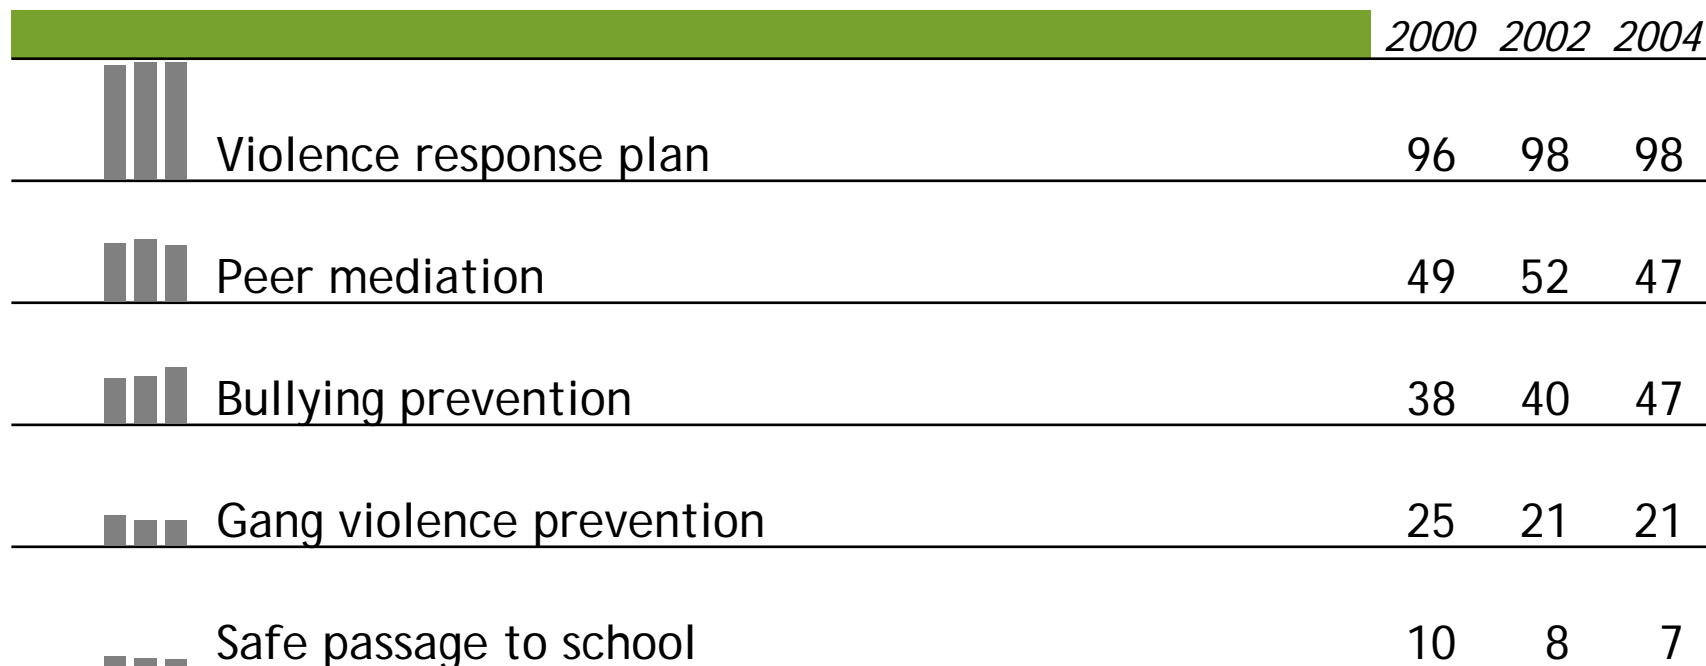 2000 2002 2004
Violence response plan 96 98 98
Peer mediation 49 52 47
Bullying prevention 38 40 47
Gang violence prevention 25 21 21
Safe passage to school 10 8 7